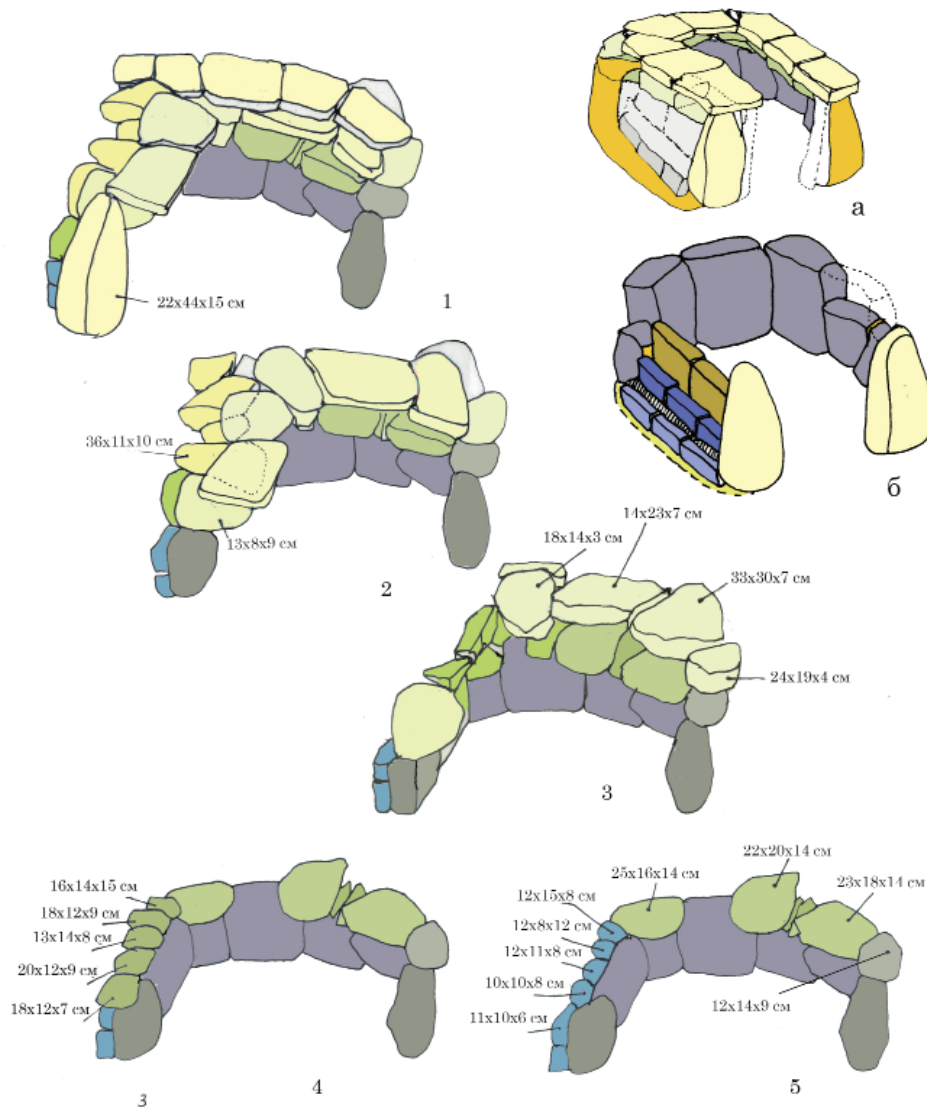 а
22x44x15 см
1
б
36x11x10 см
13x8x9 см
2
14x23x7 см
18x14x3 см
33x30x7 см
24x19x4 см
3
16x14x15 см
18x12x9 см
13x14x8 см
20x12x9 см
18x12x7 см
4
3
22x20x14 см
25x16x14 см
23x18x14 см
12x15x8 см
12x8x12 см
12x11x8 см
10x10x8 см
11x10x6 см
12x14x9 см
5